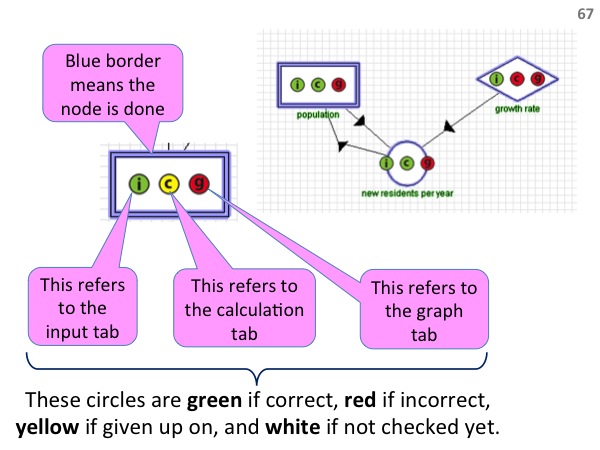 67
Blue border
means the
node is done
i c g
population
i c g
growth rate
i c g
new residents per year
i c g
This refers
to the
input tab
This refers to
the calculation
tab
This refers to
the graph
tab
These circles are green if correct, red if incorrect,
yellow if given up on, and white if not checked yet.